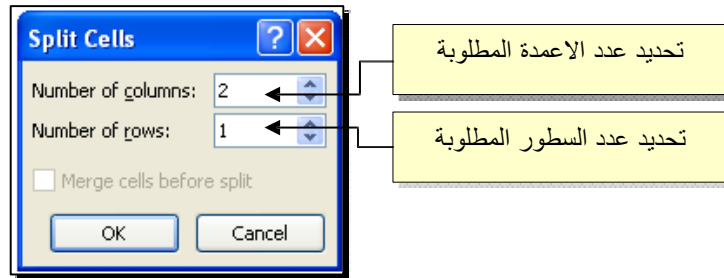 Split Cells
تحديد عدد الاعمدة المطلوبة
Number of columns: 2
Number of rows: 1
تحديد عدد السطور المطلوبة
Merge cells before split
OK Cancel